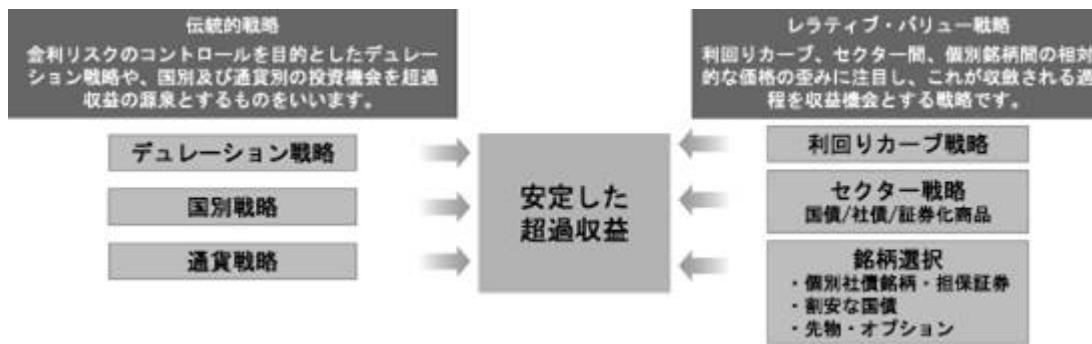 伝統的戦略
金利リスクのコントロールを目的としたデュレー
ション戦略や、国別及び通貨別の投資機会を超過
収益の源泉とするものをいいます。
デュレーション戦略
国別戦略
通貨戦略
安定した
超過収益
レラティブ・バリュー戦略
利回りカーブ、セクター間、個別銘柄間の相対
的な価格の歪みに注目し、これが収斂される過
程を収益機会とする戦略です。
利回りカーブ戦略
セクター戦略
国債/社債/証券化商品
銘柄選択
・個別社債銘柄・担保証券
・割安な国債
・先物・オプション